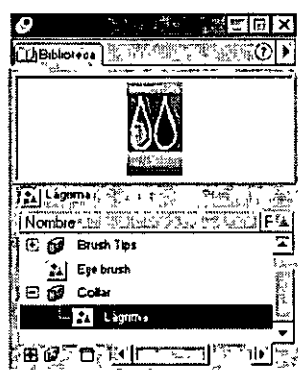 Biblioteca
Lágrima
Nombre
Brush Tips
Eye brush
Collar
Lágrima